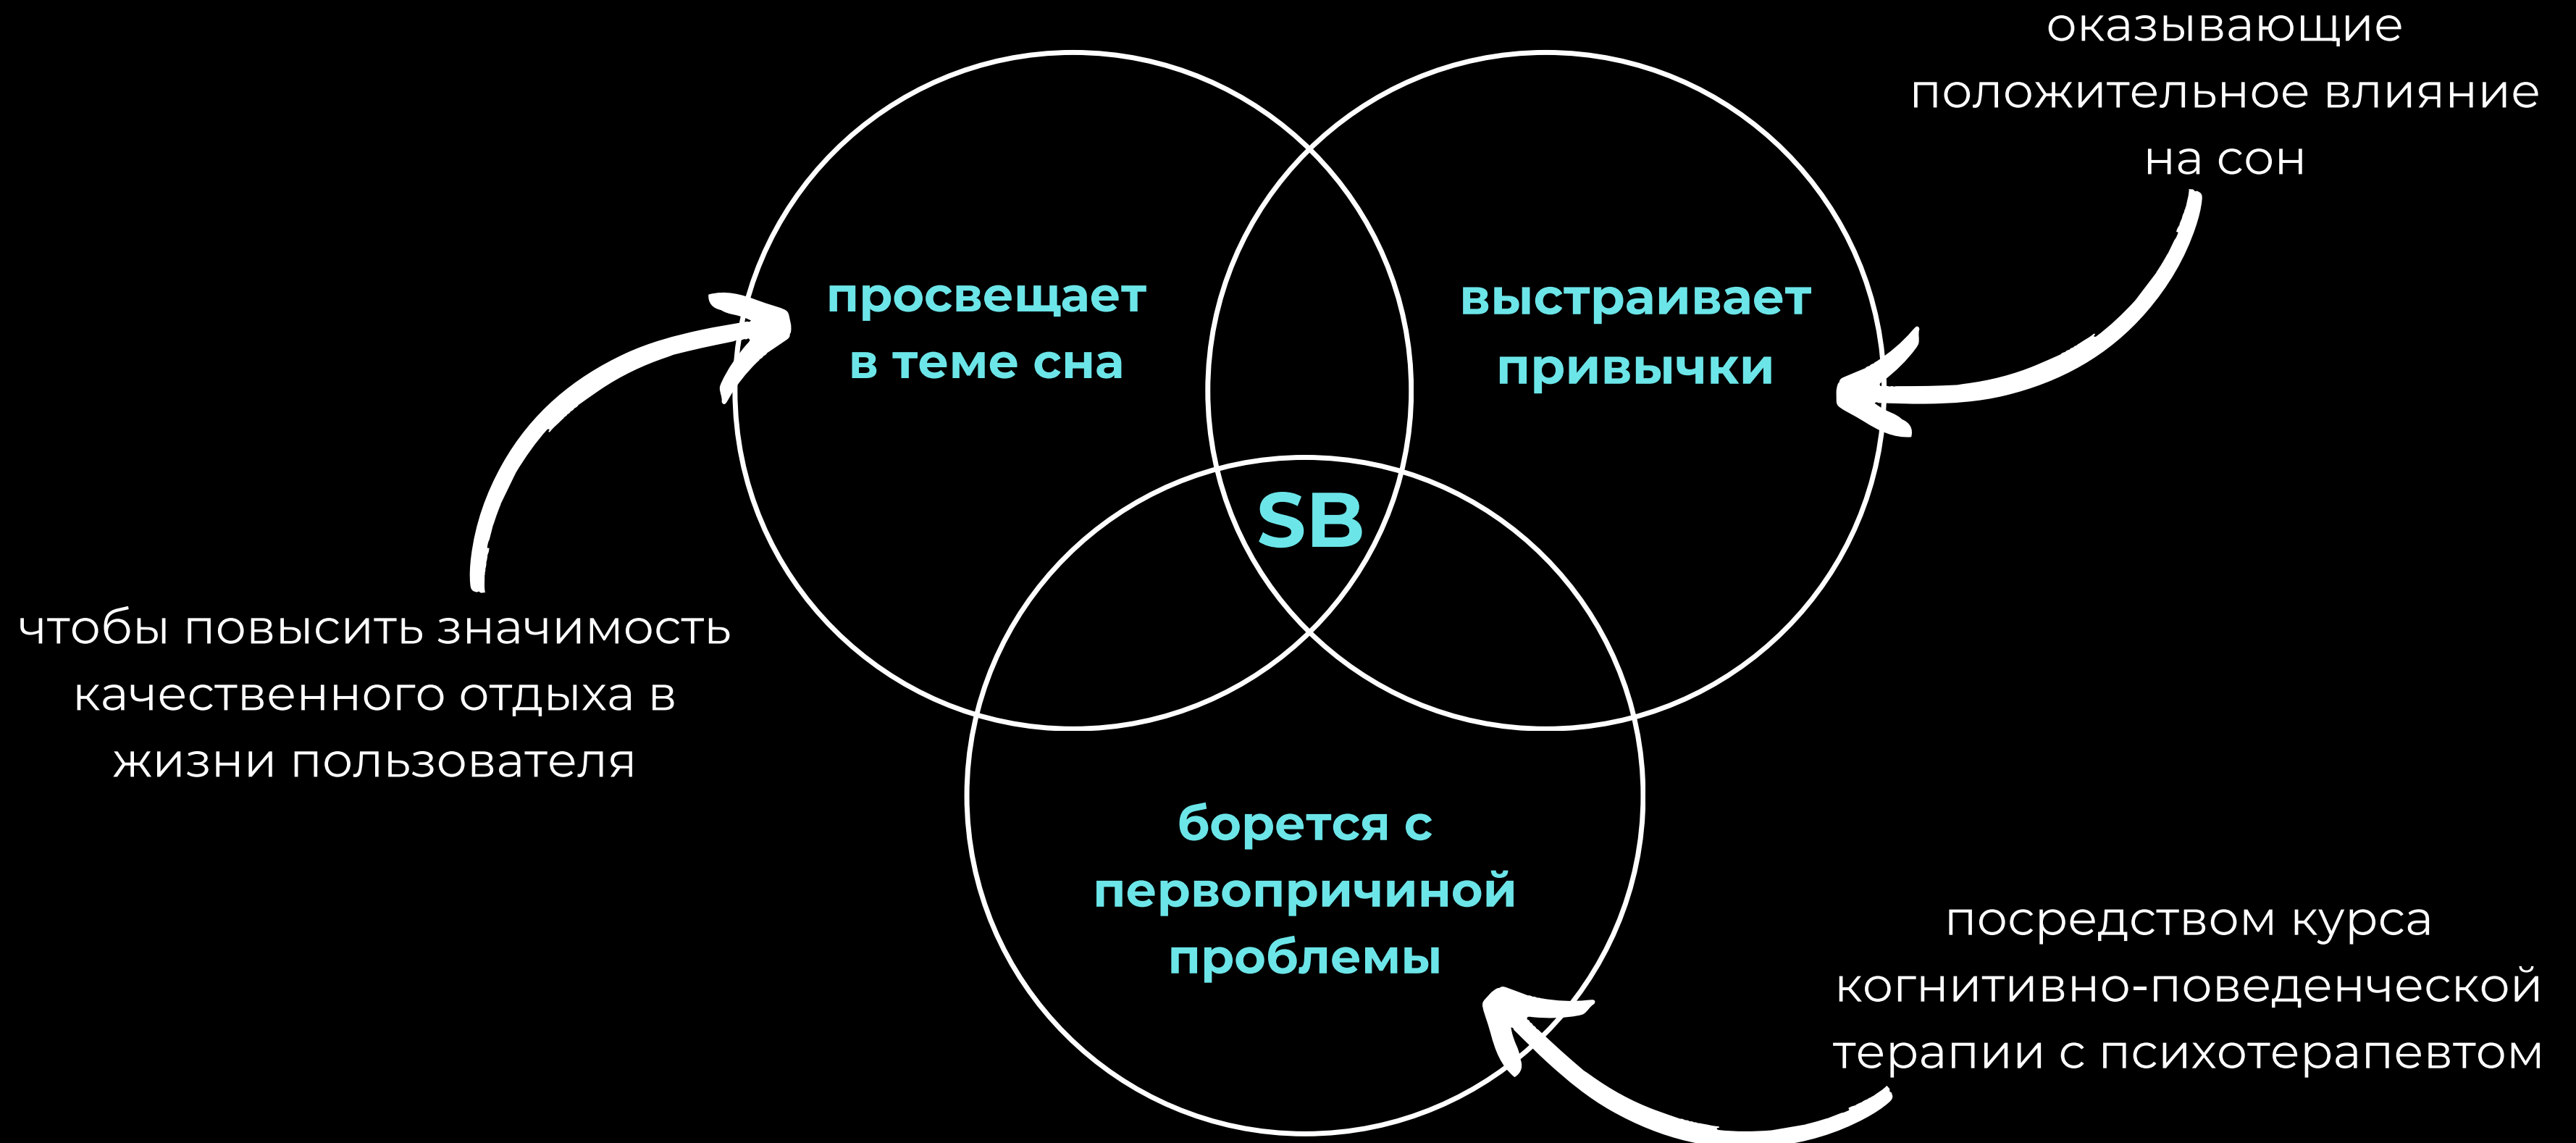 оказывающие
положительное влияние
на сон
просвещает
в теме сна
выстраивает
привычки
SB
чтобы повысить значимость
качественного отдыха в
жизни пользователя
борется с
первопричиной
проблемы
посредством курса
когнитивно-поведенческой
терапии с психотерапевтом